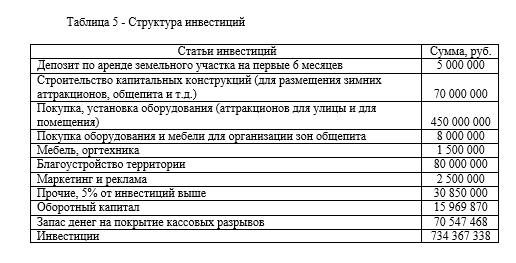 Таблица 5 - Структура инвестиций
Статьи инвестиций Сумма, руб.
Депозит по аренде земельного участка на первые 6 месяцев 5 000 000
Строительство капитальных конструкций (для размещения зимних
аттракционов, общепита и т.д.) 70 000 000
Покупка, установка оборудования (аттракционов для улицы и для
помещения) 450 000 000
Покупка оборудования и мебели для организации зон общепита 8 000 000
Мебель, оргтехника 1 500 000
Благоустройство территории 80 000 000
Маркетинг и реклама 2 500 000
Прочие, 5% от инвестиций выше 30 850 000
Оборотный капитал 15 969 870
Запас денег на покрытие кассовых разрывов 70 547 468
Инвестиции 734 367 338